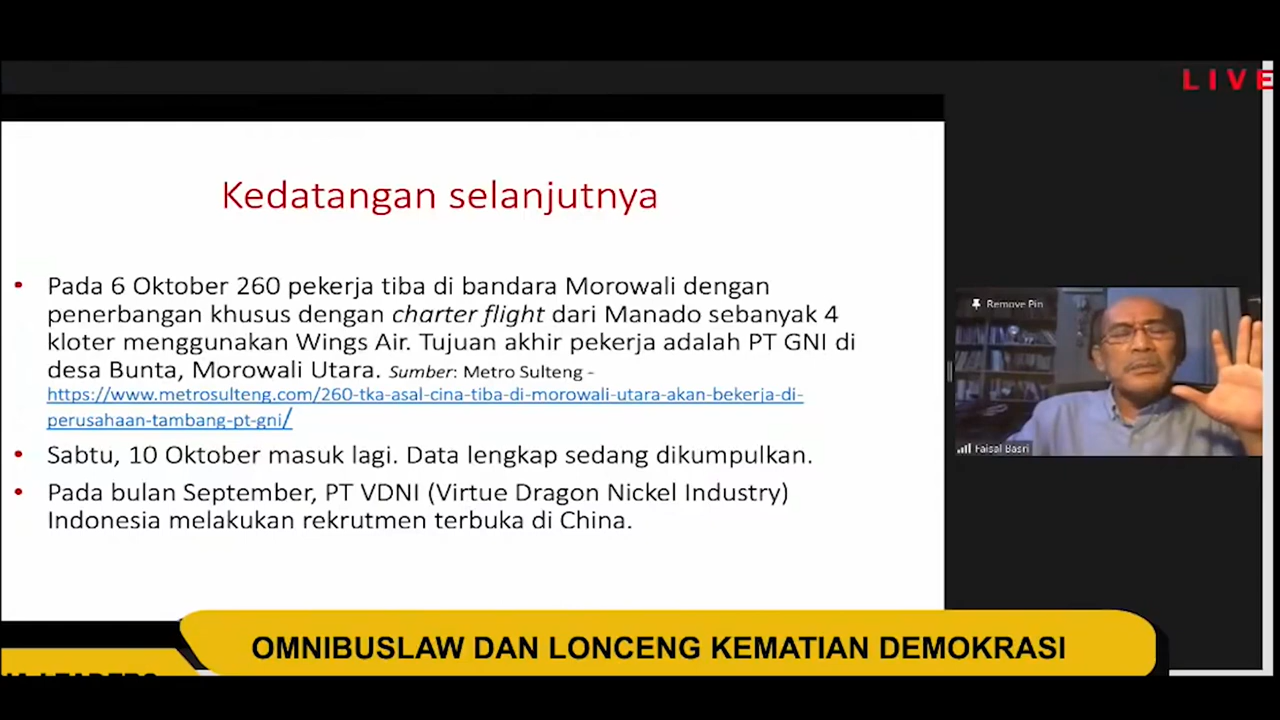 LIVE
Kedatangan selanjutnya
• Pada 6 Oktober 260 pekerja tiba di bandara Morowali dengan
penerbangan khusus dengan charter flight dari Manado sebanyak 4
kloter menggunakan Wings Air. Tujuan akhir pekerja adalah PT GNI di
desa Bunta, Morowali Utara. Sumber: Metro Sulteng -
https://www.metrosulteng.com/260-tka-asal-cina-tiba-di-morowali-utara-akan-bekerja-di-
perusahaan-tambang-pt-gni/
• Sabtu, 10 Oktober masuk lagi. Data lengkap sedang dikumpulkan.
• Pada bulan September, PT VDNI (Virtue Dragon Nickel Industry)
Indonesia melakukan rekrutmen terbuka di China.
Remove Pin
Faisal Basri
OMNIBUSLAW DAN LONCENG KEMATIAN DEMOKRASI